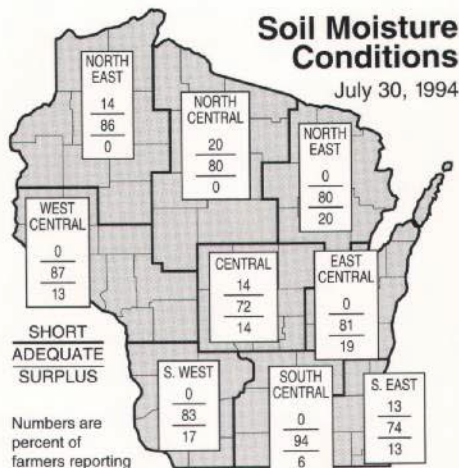 Soil Moisture
Conditions
July 30, 1994
NORTH
EAST
14
86
0
NORTH
CENTRAL
20
80
0
NORTH
EAST
0
80
20
WEST
CENTRAL
0
87
13
CENTRAL
14
72
14
EAST
CENTRAL
0
81
19
SHORT
ADEQUATE
SURPLUS
S. WEST
0
83
17
SOUTH
CENTRAL
0
94
6
S. EAST
13
74
13
Numbers are
percent of
farmers reporting